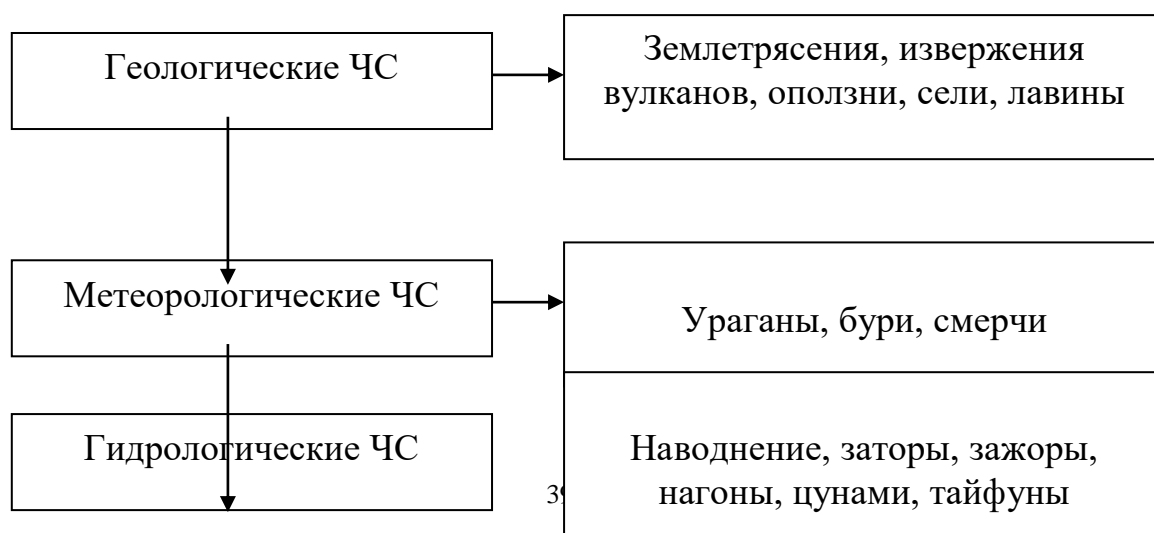 Геологические ЧС
Землетрясения, извержения
вулканов, оползни, сели, лавины
Метеорологические ЧС
Ураганы, бури, смерчи
Гидрологические ЧС
Наводнение, заторы, зажоры,
нагоны, цунами, тайфуны